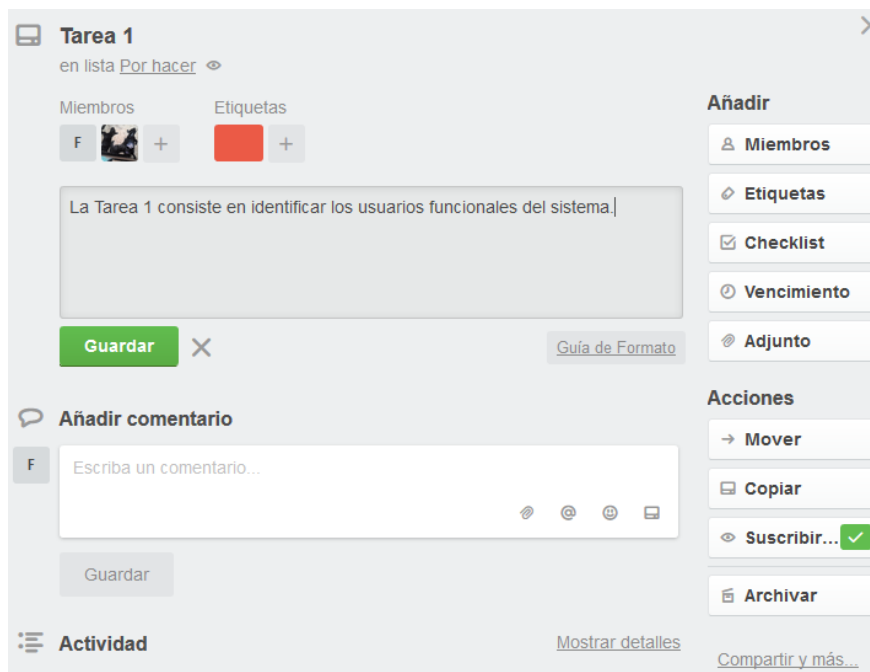 Tarea 1
en lista Por hacer
Miembros
Etiquetas
F
+
+
La Tarea 1 consiste en identificar los usuarios funcionales del sistema.
Guardar
Guía de Formato
Añadir comentario
F
Escriba un comentario...
@
Guardar
Actividad
Mostrar detalles
Añadir
Miembros
Etiquetas
Checklist
Vencimiento
Adjunto
Acciones
Mover
Copiar
Suscribir...
Archivar
Compartir y más...